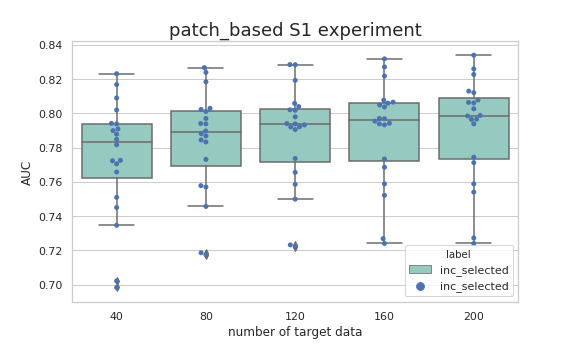 patch_based S1 experiment
0.84
0.82
0.80
0.78
0.76
0.74
0.72
0.70
AUC
40 80 120 160 200
number of target data
label
inc_selected
inc_selected